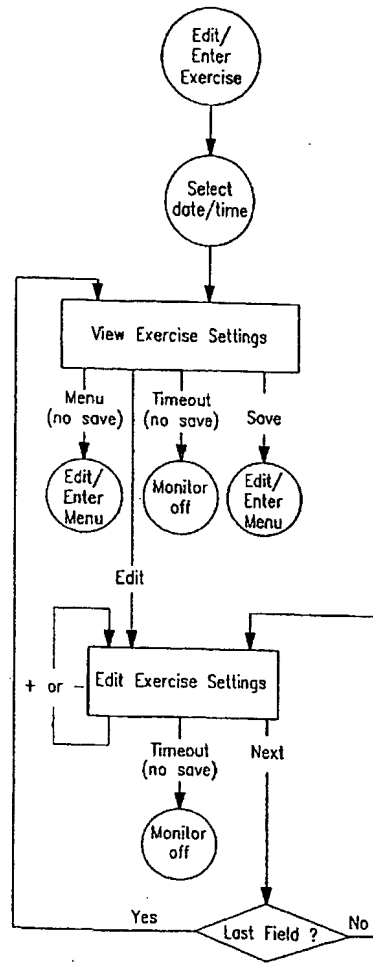 Edit/
Enter
Exercise
Select
date/time
View Exercise Settings
Menu
(no save)
Timeout
(no save)
Save
Edit/
Enter
Menu
Monitor
off
Edit/
Enter
Menu
Edit
+ or -
Edit Exercise Settings
Timeout
(no save)
Next
Monitor
off
Yes
Last Field ?
No